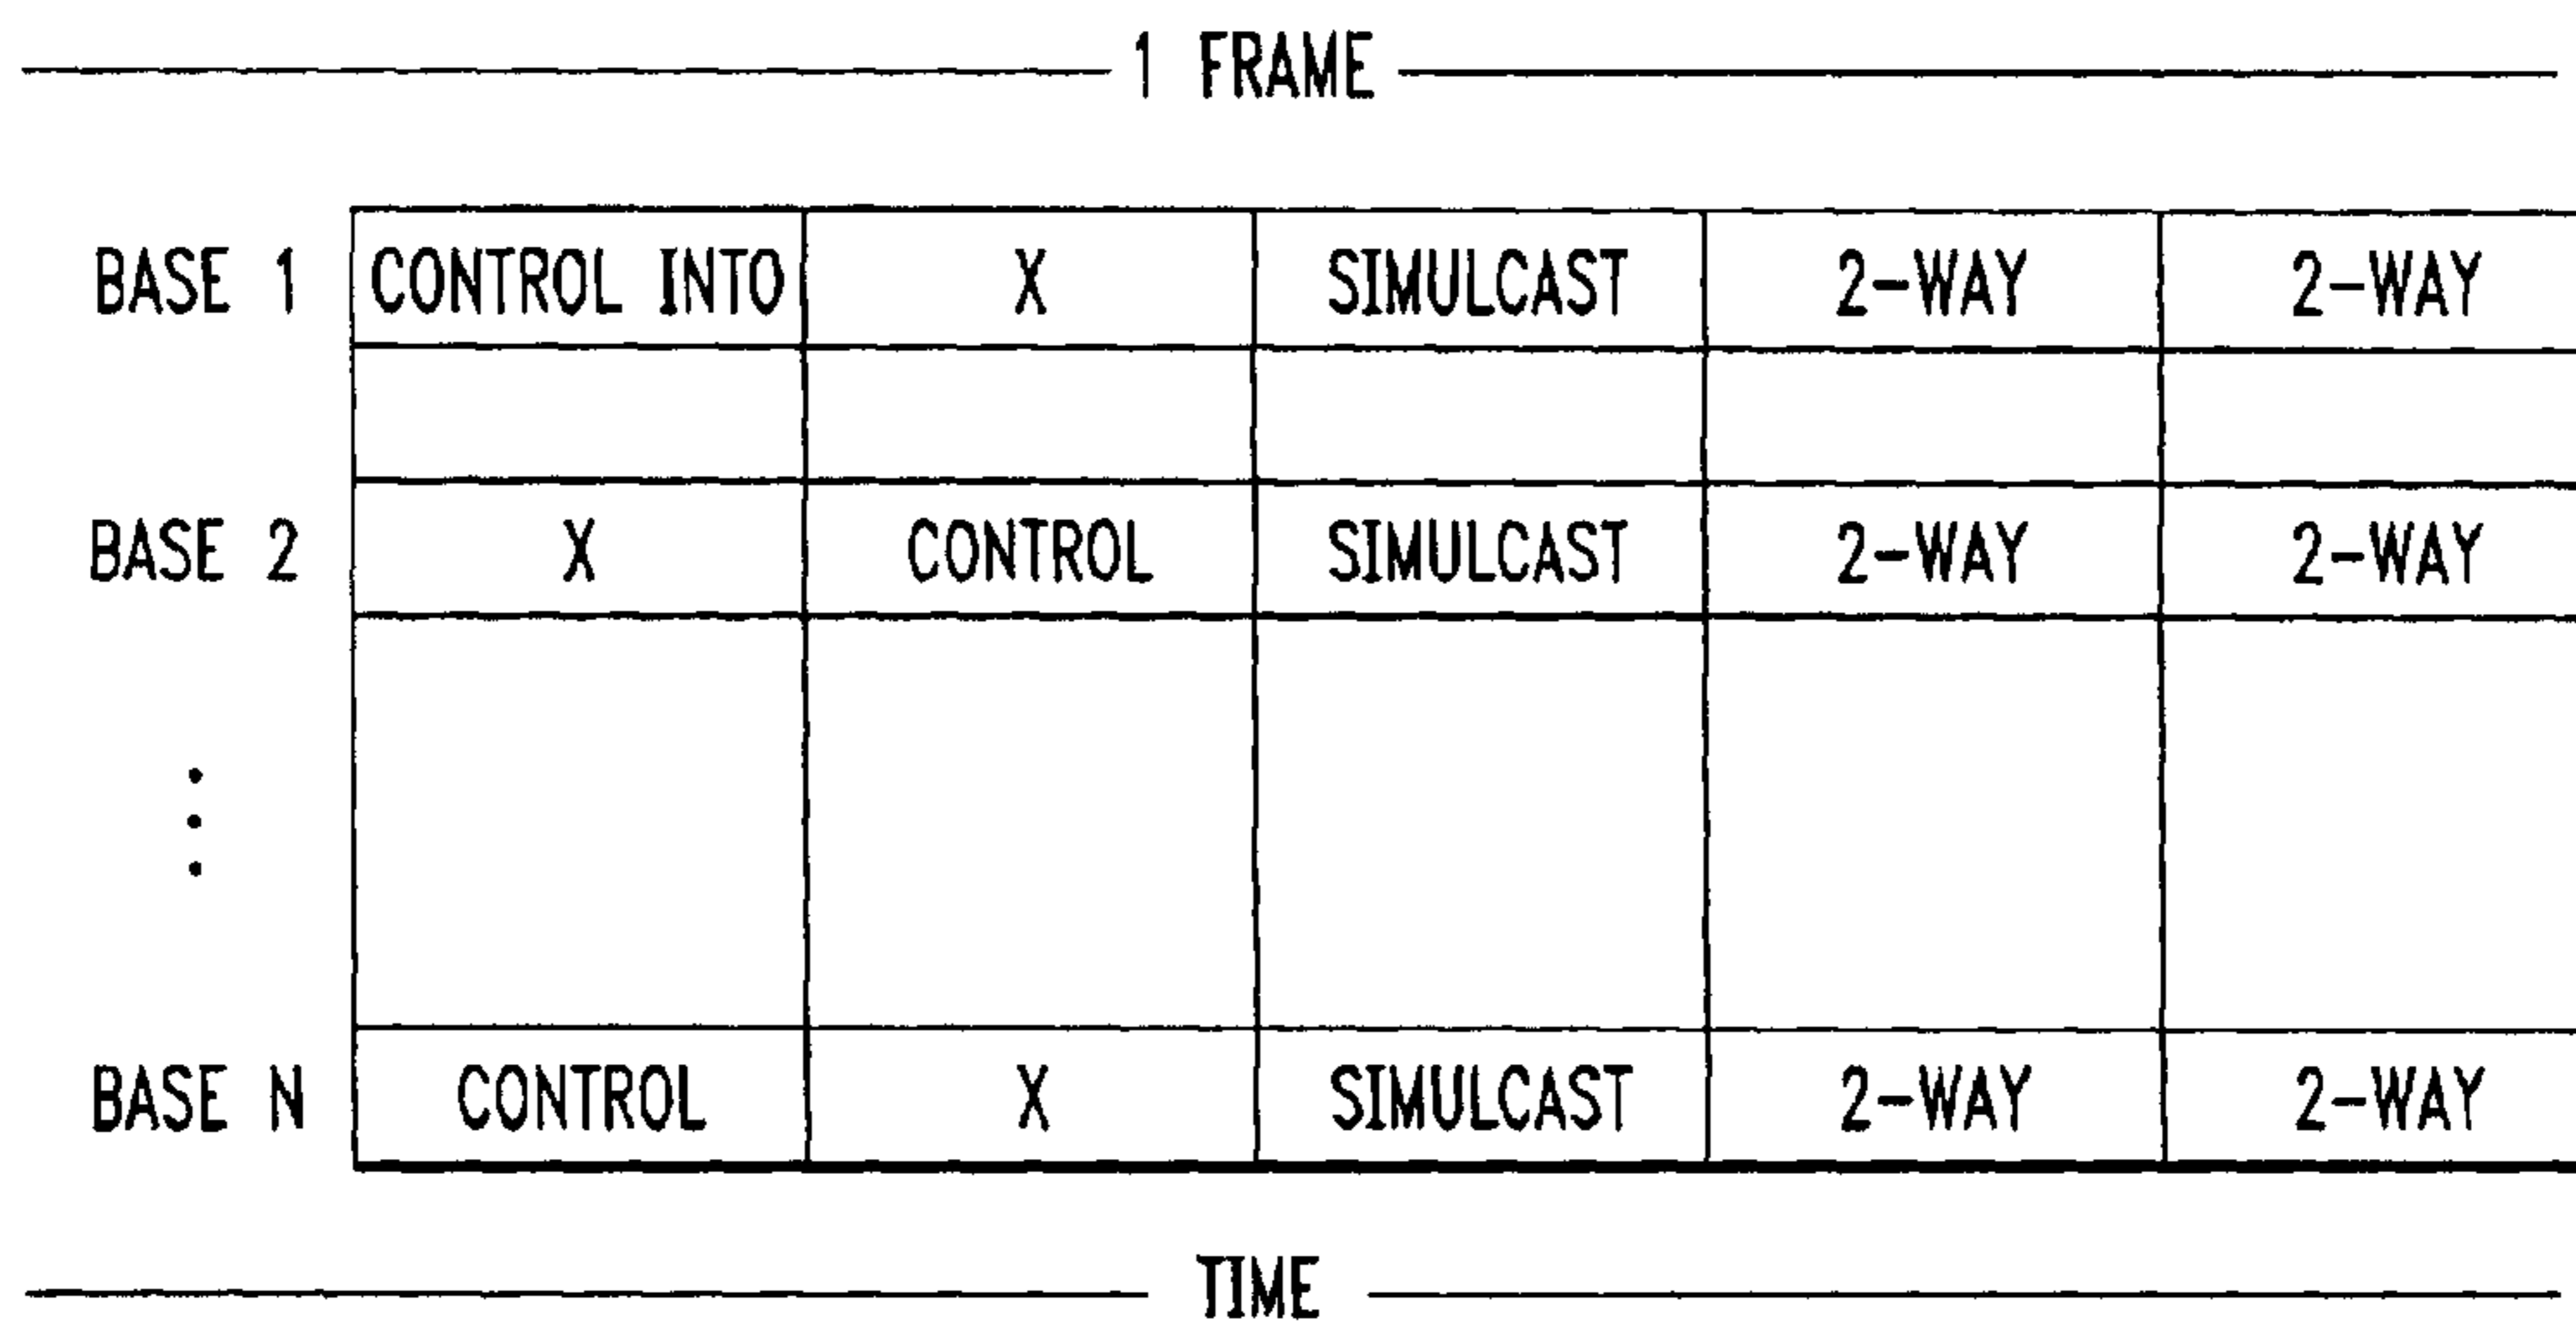 1 FRAME
BASE 1 CONTROL INTO X SIMULCAST 2-WAY 2-WAY
BASE 2 X CONTROL SIMULCAST 2-WAY 2-WAY
BASE N CONTROL X SIMULCAST 2-WAY 2-WAY
TIME